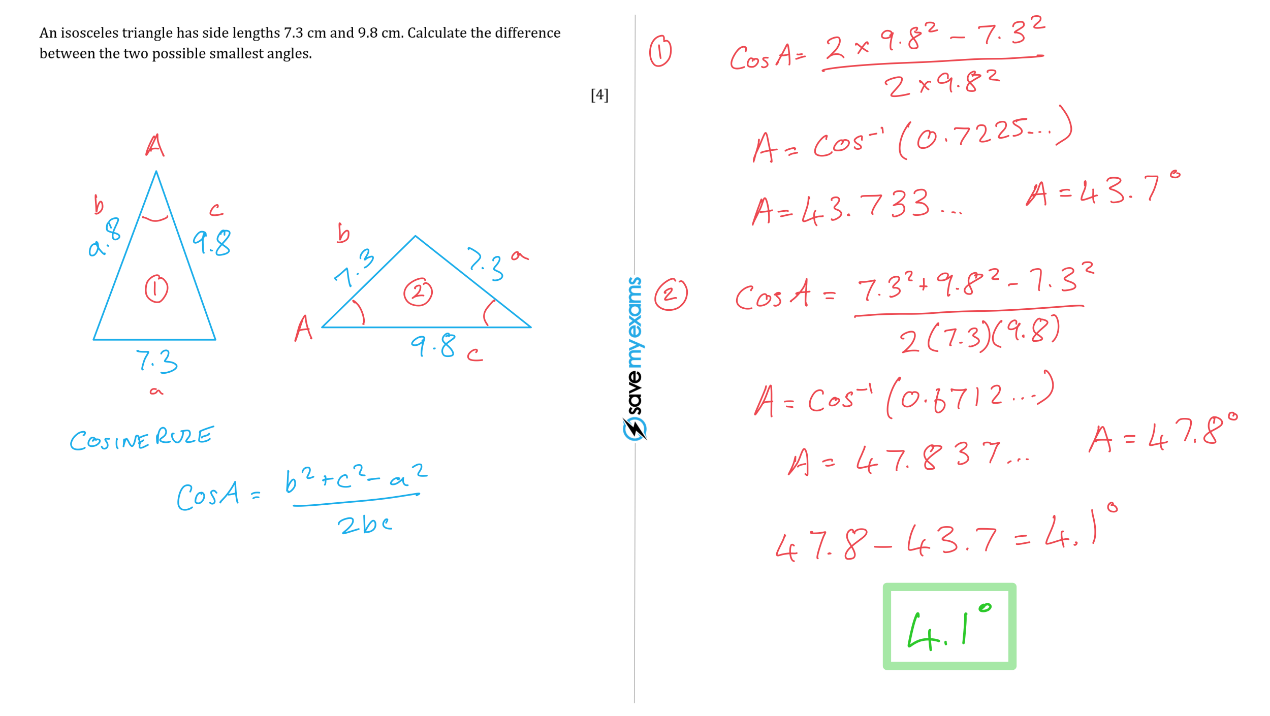 An isosceles triangle has side lengths 7.3 cm and 9.8 cm. Calculate the difference
between the two possible smallest angles.
[4]
A
b
c
a.8
9.8
①
7.3
a
b
7.3
7.3
a
②
A
9.8
c
COSINE RULE
CosA = b²+c²-a² / 2bc
savemyexams
①
CosA = 2×9.8²-7.3² / 2×9.8²
A = Cos⁻¹(0.7225...)
A = 43.733...
A = 43.7°
②
CosA = 7.3²+9.8²-7.3² / 2(7.3)(9.8)
A = Cos⁻¹(0.6712...)
A = 47.837...
A = 47.8°
47.8 - 43.7 = 4.1°
4.1°